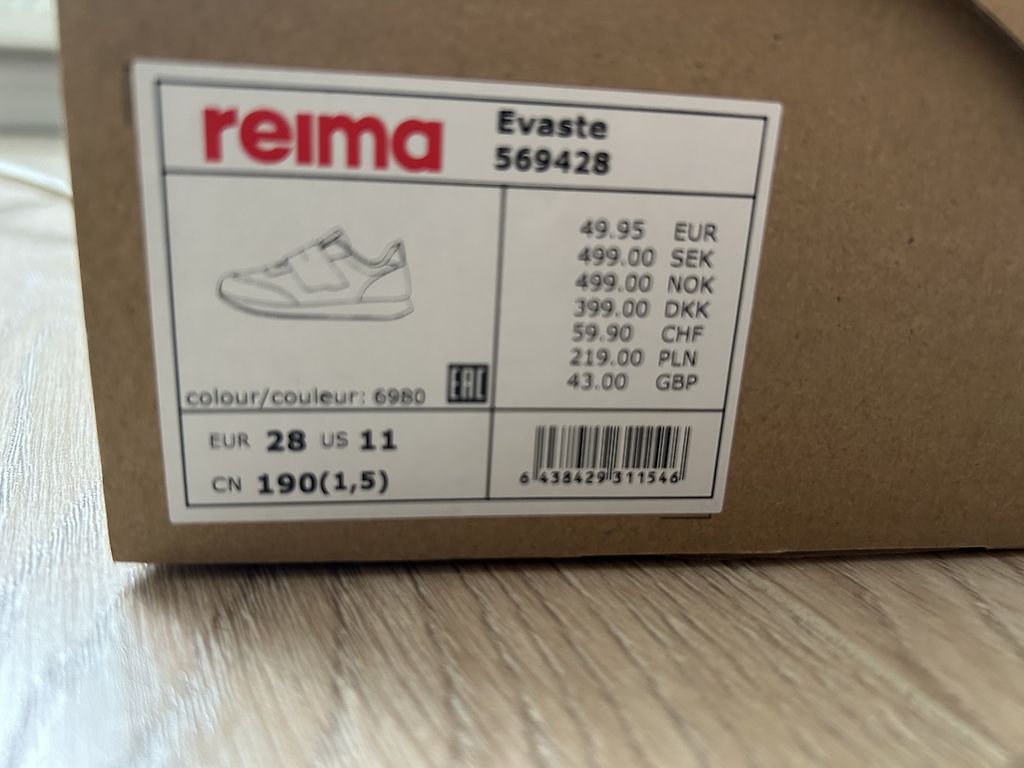 reima
Evaste
569428
49.95 EUR
499.00 SEK
499.00 NOK
399.00 DKK
59.90 CHF
219.00 PLN
43.00 GBP
colour/couleur: 6980
EAC
EUR 28 US 11
CN 190(1,5)
6 438429 311546